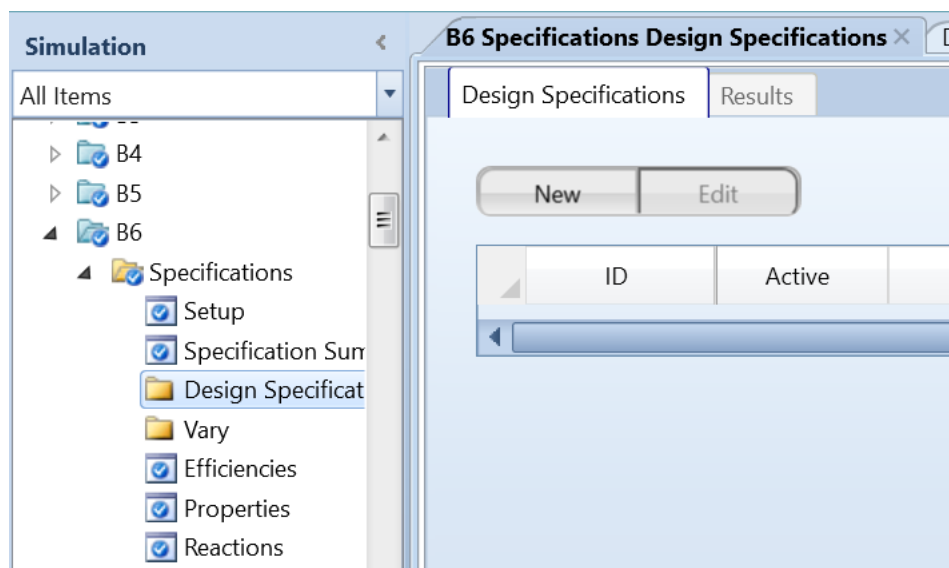 Simulation
All Items
B4
B5
B6
Specifications
Setup
Specification Sum
Design Specificat
Vary
Efficiencies
Properties
Reactions
B6 Specifications Design Specifications
Design Specifications
Results
New
Edit
ID
Active